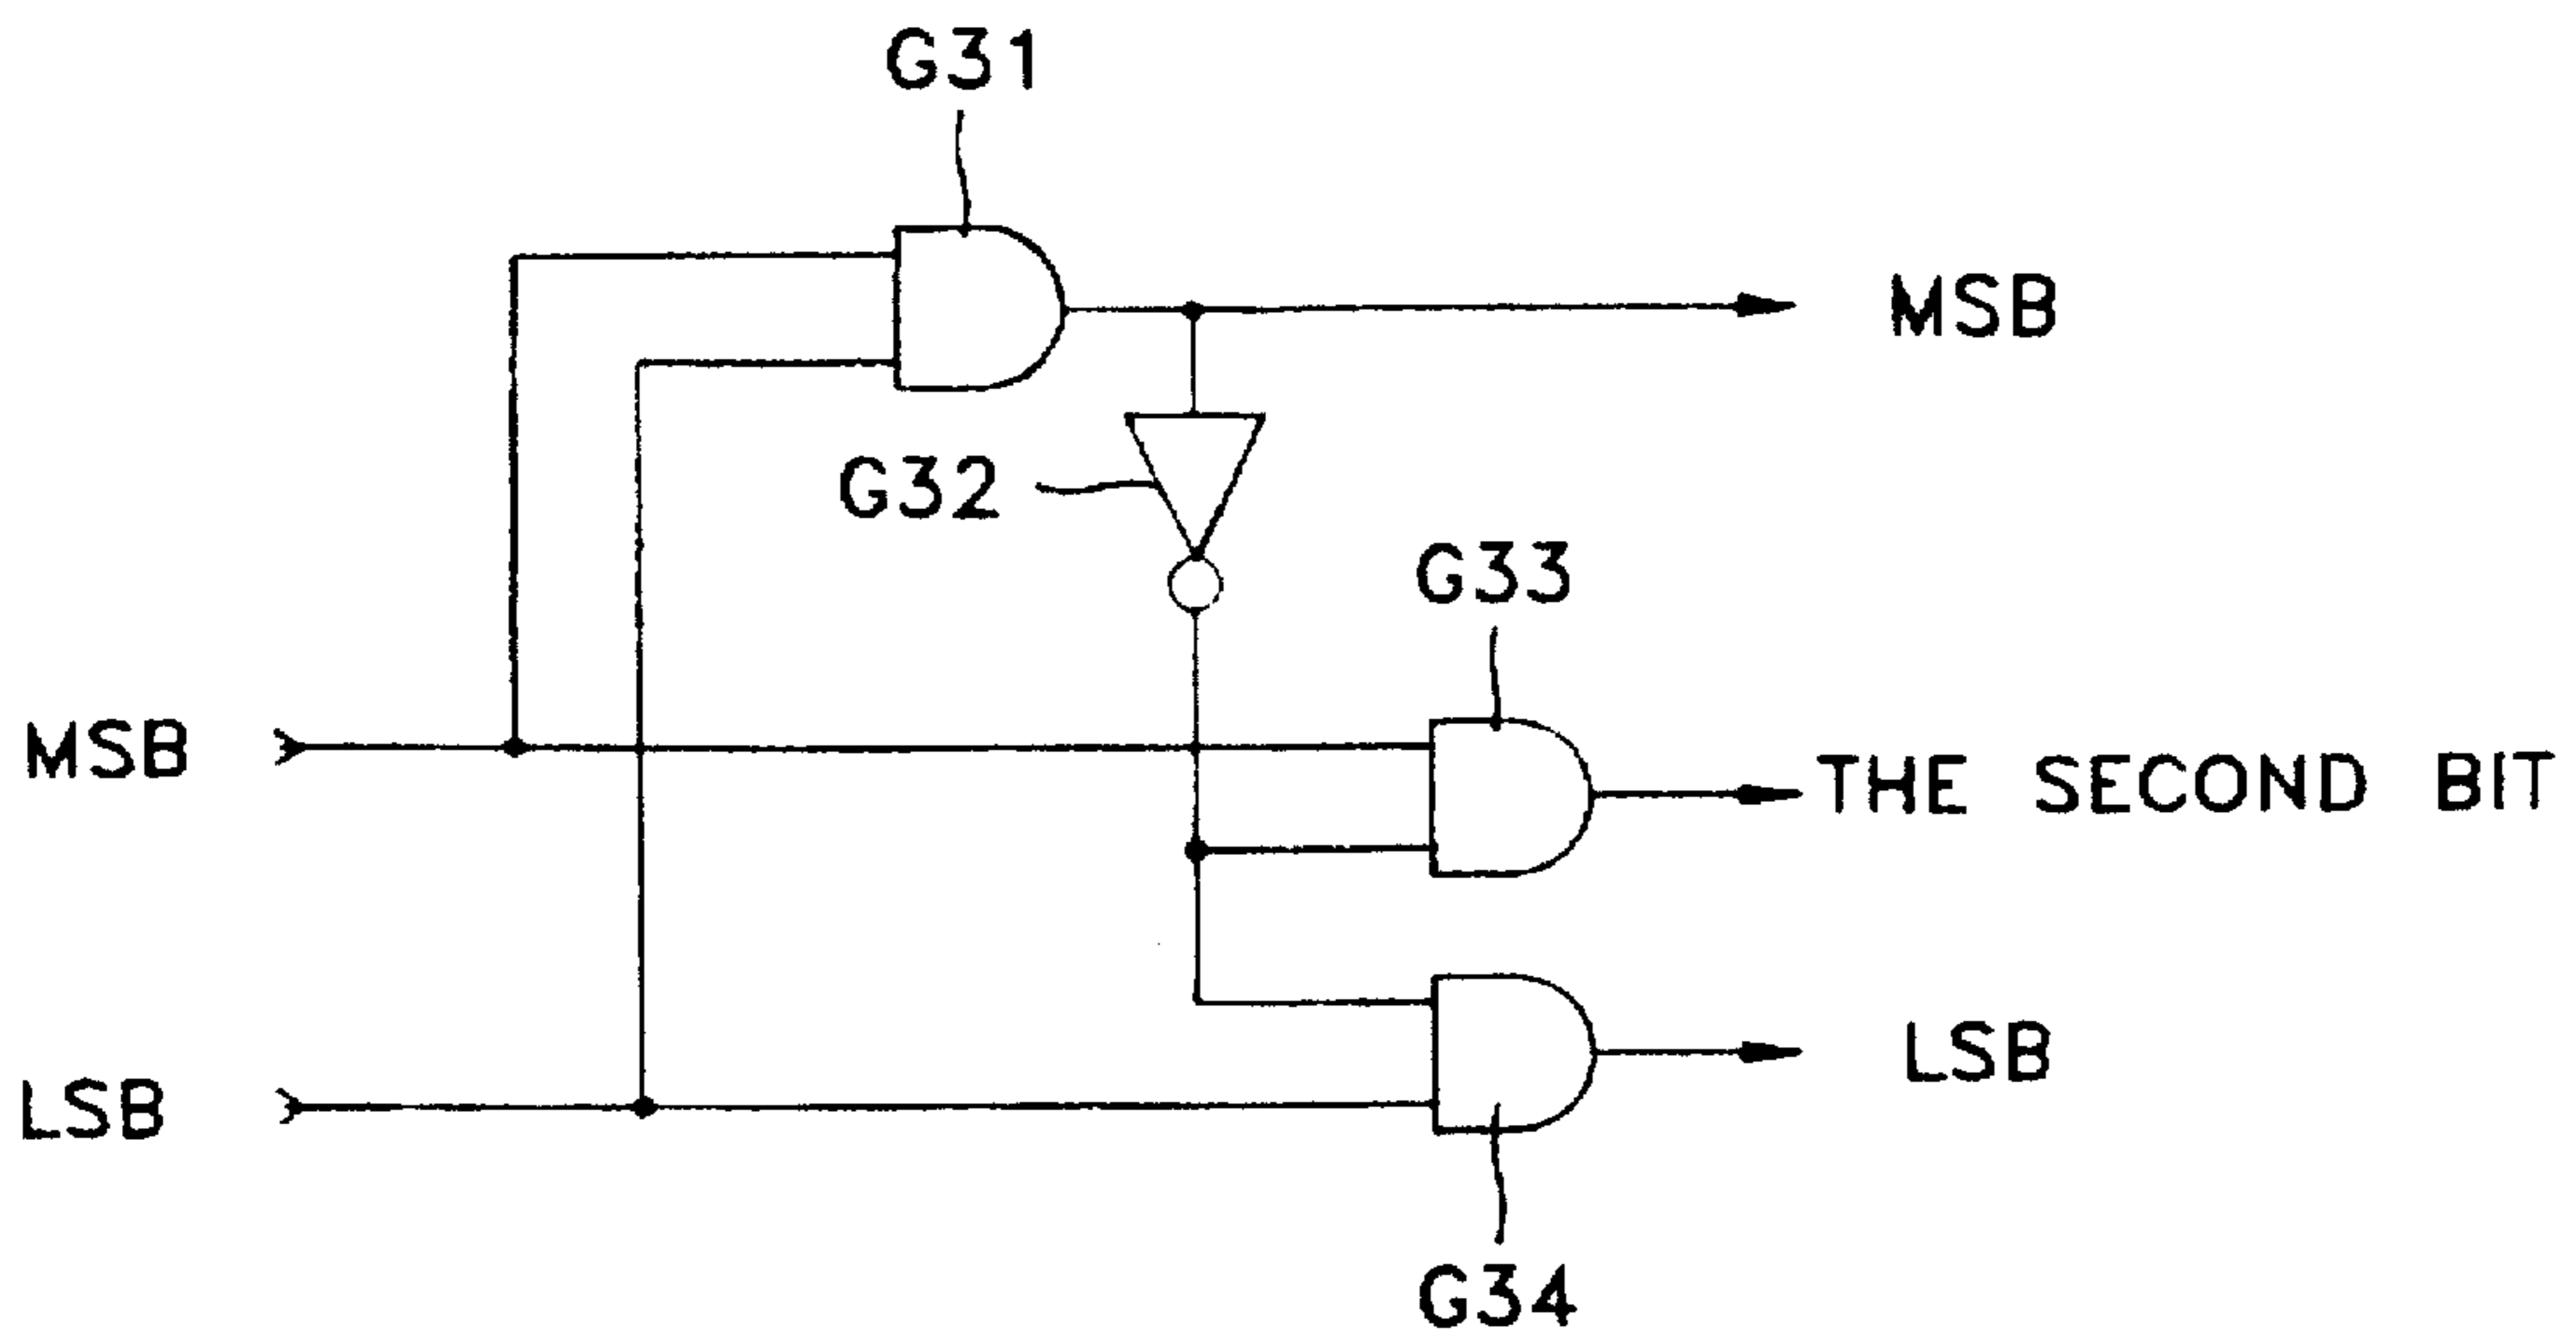 G31
MSB
G32
G33
MSB
THE SECOND BIT
LSB
LSB
G34